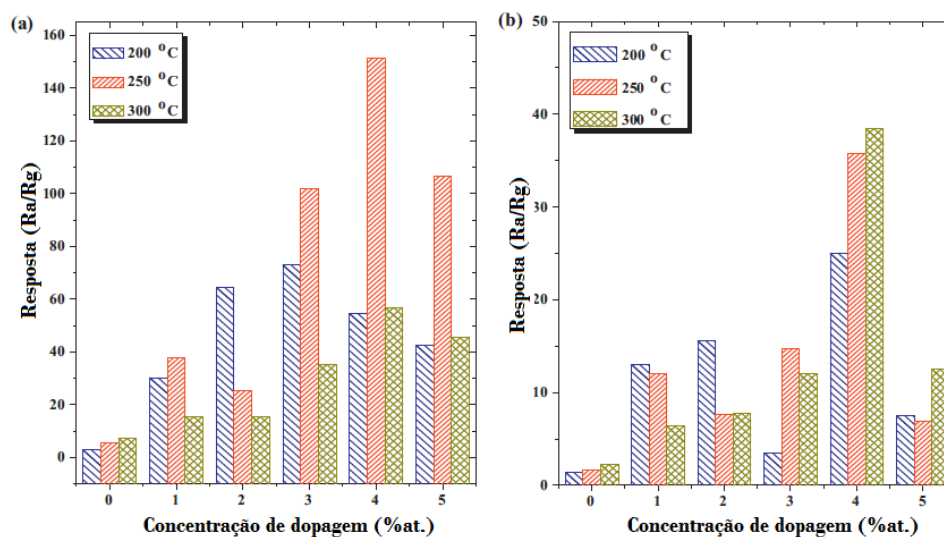 (a)
160
140
120
100
80
60
40
20
0
Resposta (Ra/Rg)
200 °C
250 °C
300 °C
0 1 2 3 4 5
Concentração de dopagem (%at.)
(b)
50
40
30
20
10
0
Resposta (Ra/Rg)
200 °C
250 °C
300 °C
0 1 2 3 4 5
Concentração de dopagem (%at.)